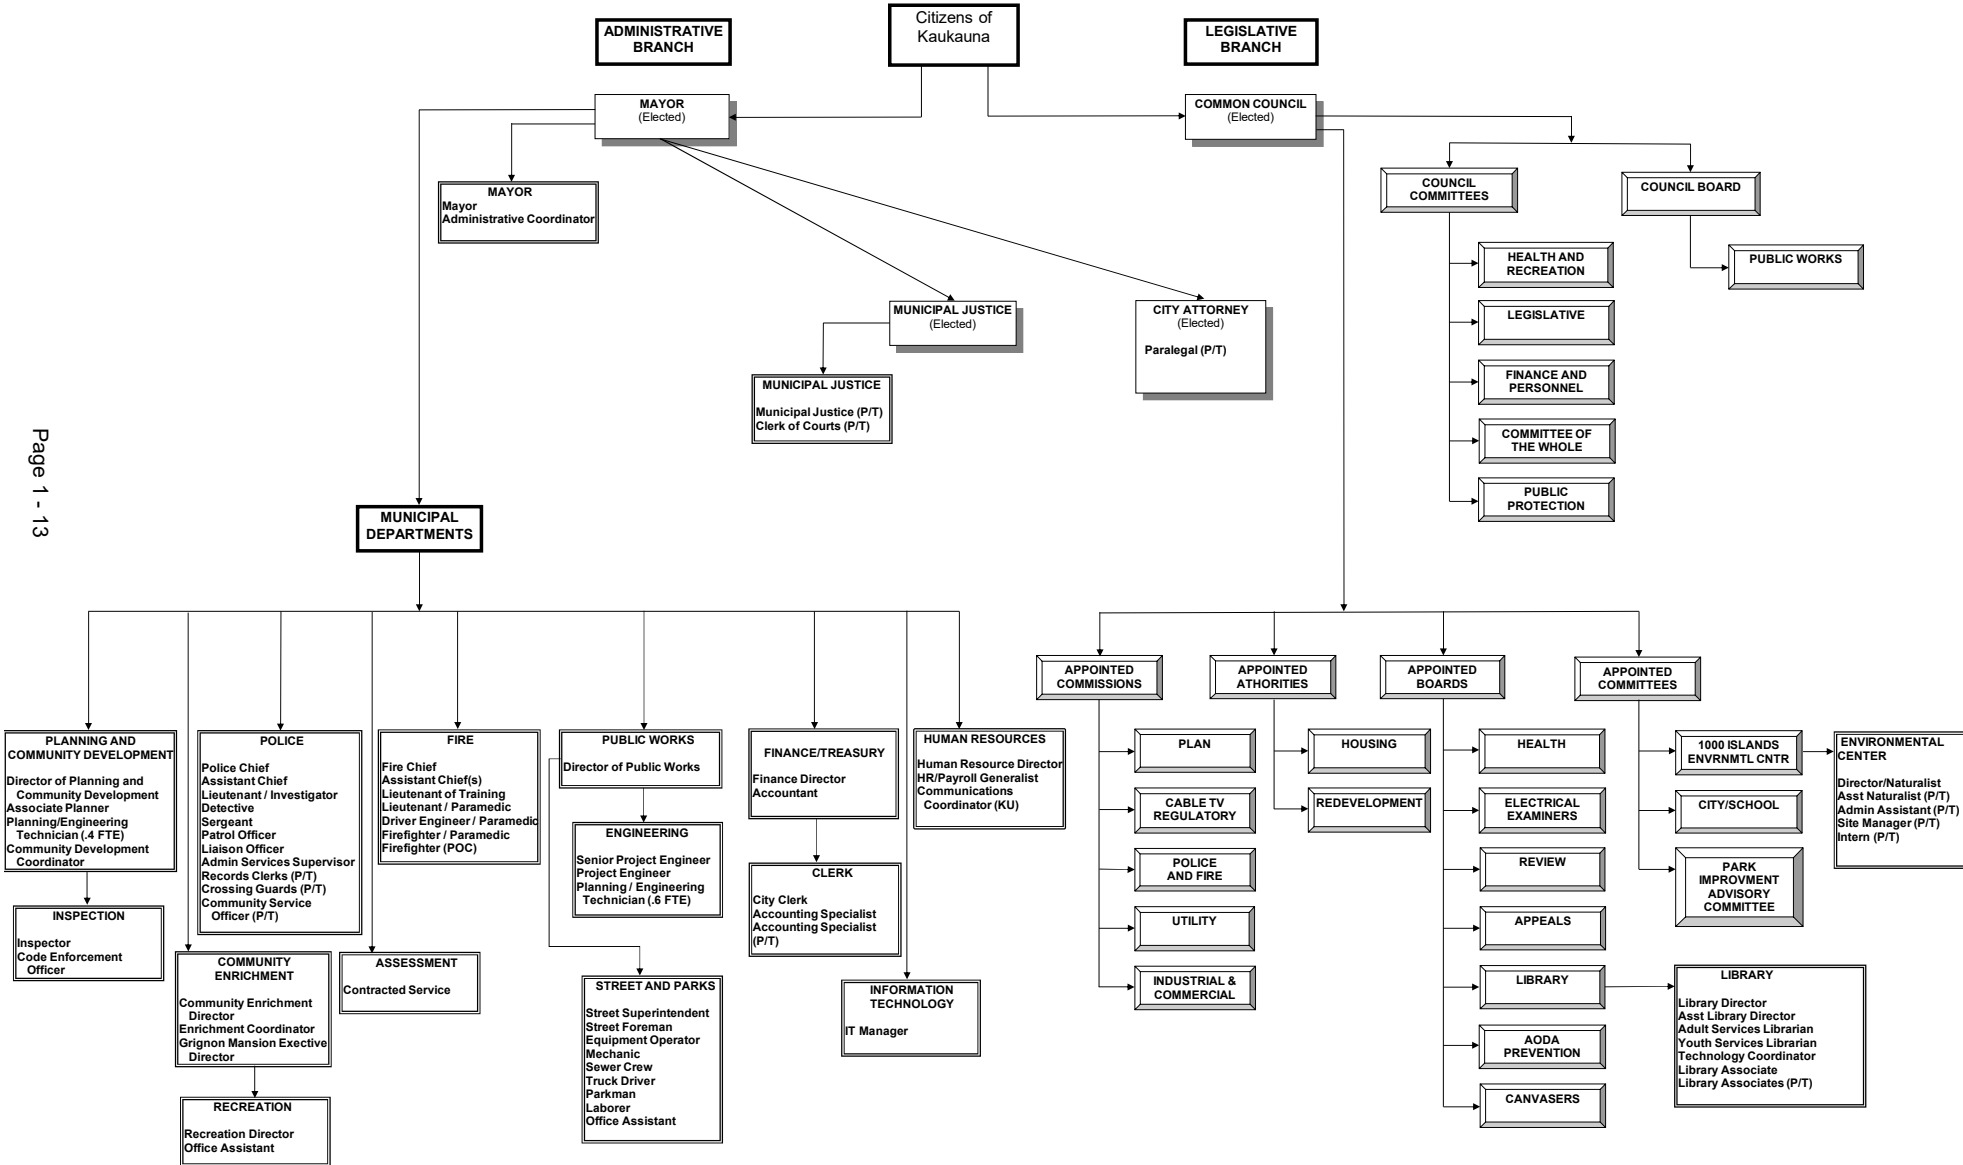 Citizens of
Kaukauna
ADMINISTRATIVE
BRANCH
LEGISLATIVE
BRANCH
MAYOR
(Elected)
COMMON COUNCIL
(Elected)
MAYOR
Mayor
Administrative Coordinator
COUNCIL
COMMITTEES
COUNCIL BOARD
HEALTH AND
RECREATION
LEGISLATIVE
FINANCE AND
PERSONNEL
COMMITTEE OF
THE WHOLE
PUBLIC
PROTECTION
PUBLIC WORKS
MUNICIPAL JUSTICE
(Elected)
CITY ATTORNEY
(Elected)
Paralegal (P/T)
MUNICIPAL JUSTICE
Municipal Justice (P/T)
Clerk of Courts (P/T)
Page 1 - 13
MUNICIPAL
DEPARTMENTS
PLANNING AND
COMMUNITY DEVELOPMENT
Director of Planning and
Community Development
Associate Planner
Planning/Engineering
Technician (.4 FTE)
Community Development
Coordinator
INSPECTION
Inspector
Code Enforcement
Officer
POLICE
Police Chief
Assistant Chief
Lieutenant / Investigator
Detective
Sergeant
Patrol Officer
Liaison Officer
Admin Services Supervisor
Records Clerks (P/T)
Crossing Guards (P/T)
Community Service
Officer (P/T)
COMMUNITY
ENRICHMENT
Community Enrichment
Director
Enrichment Coordinator
Grignon Mansion Exective
Director
RECREATION
Recreation Director
Office Assistant
ASSESSMENT
Contracted Service
FIRE
Fire Chief
Assistant Chief(s)
Lieutenant of Training
Lieutenant / Paramedic
Driver Engineer / Paramedic
Firefighter / Paramedic
Firefighter (POC)
PUBLIC WORKS
Director of Public Works
ENGINEERING
Senior Project Engineer
Project Engineer
Planning / Engineering
Technician (.6 FTE)
STREET AND PARKS
Street Superintendent
Street Foreman
Equipment Operator
Mechanic
Sewer Crew
Truck Driver
Parkman
Laborer
Office Assistant
FINANCE/TREASURY
Finance Director
Accountant
CLERK
City Clerk
Accounting Specialist
Accounting Specialist
(P/T)
INFORMATION
TECHNOLOGY
IT Manager
HUMAN RESOURCES
Human Resource Director
HR/Payroll Generalist
Communications
Coordinator (KU)
APPOINTED
COMMISSIONS
PLAN
CABLE TV
REGULATORY
POLICE
AND FIRE
UTILITY
INDUSTRIAL &
COMMERCIAL
APPOINTED
ATHORITIES
HOUSING
REDEVELOPMENT
APPOINTED
BOARDS
HEALTH
ELECTRICAL
EXAMINERS
REVIEW
APPEALS
LIBRARY
AODA
PREVENTION
CANVASERS
APPOINTED
COMMITTEES
1000 ISLANDS
ENVRNMTL CNTR
CITY/SCHOOL
PARK
IMPROVMENT
ADVISORY
COMMITTEE
ENVIRONMENTAL
CENTER
Director/Naturalist
Asst Naturalist (P/T)
Admin Assistant (P/T)
Site Manager (P/T)
Intern (P/T)
LIBRARY
Library Director
Asst Library Director
Adult Services Librarian
Youth Services Librarian
Technology Coordinator
Library Associate
Library Associates (P/T)